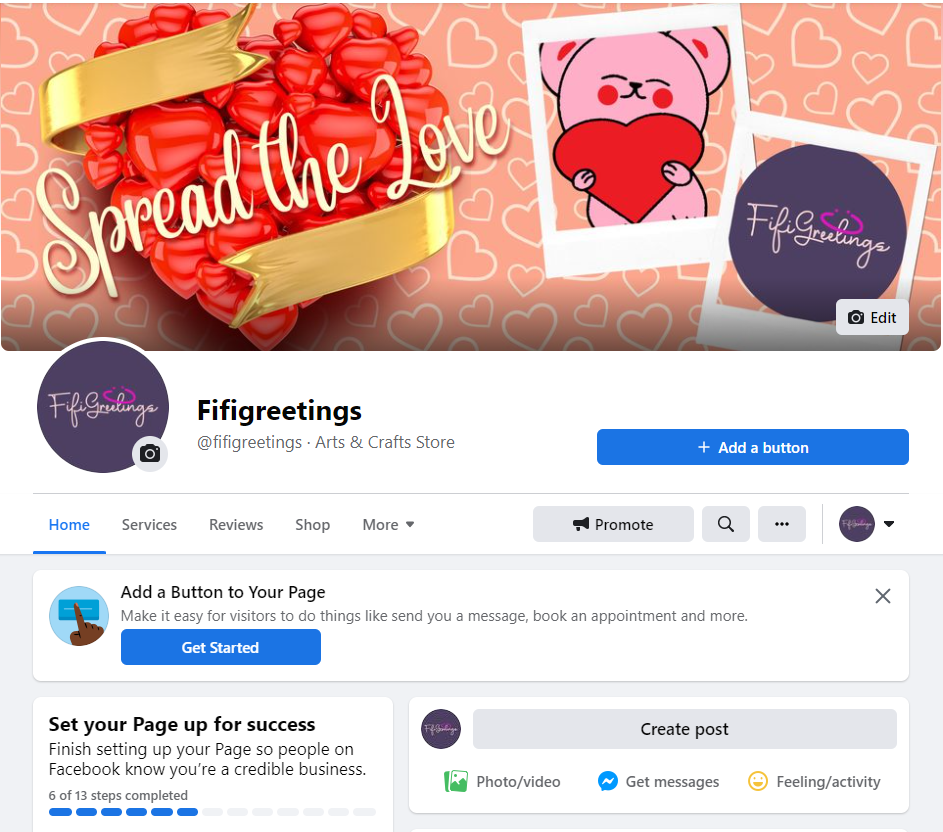 Spread the Love
FifiGreetings
Edit
FifiGreetings
Fifigreetings
@fifigreetings · Arts & Crafts Store
+ Add a button
Home
Services
Reviews
Shop
More
Promote
FifiGreetings
Add a Button to Your Page
Make it easy for visitors to do things like send you a message, book an appointment and more.
Get Started
Set your Page up for success
Finish setting up your Page so people on
Facebook know you’re a credible business.
6 of 13 steps completed
FifiGreetings
Create post
Photo/video
Get messages
Feeling/activity